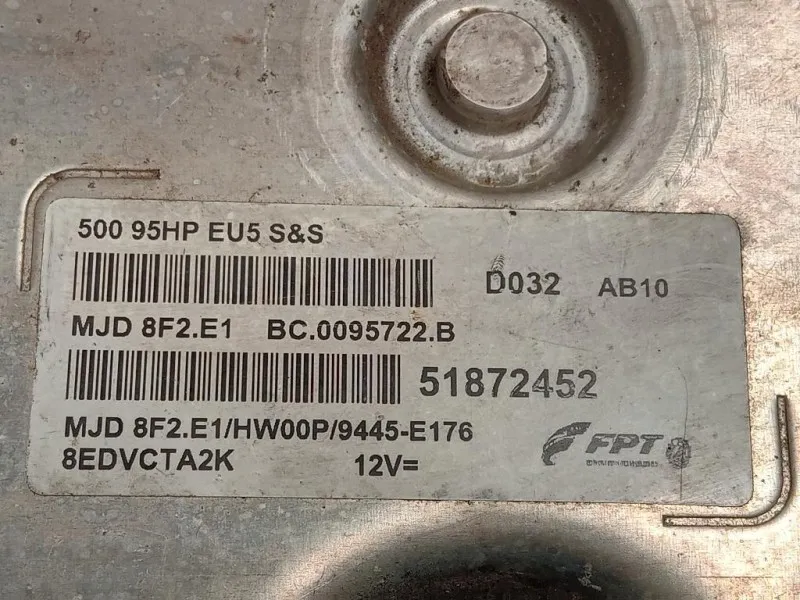 500 95HP EU5 S&S
D032 AB10
MJD 8F2.E1 BC.0095722.B
51872452
MJD 8F2.E1/HW00P/9445-E176
8EDVCTA2K 12V=
FPT